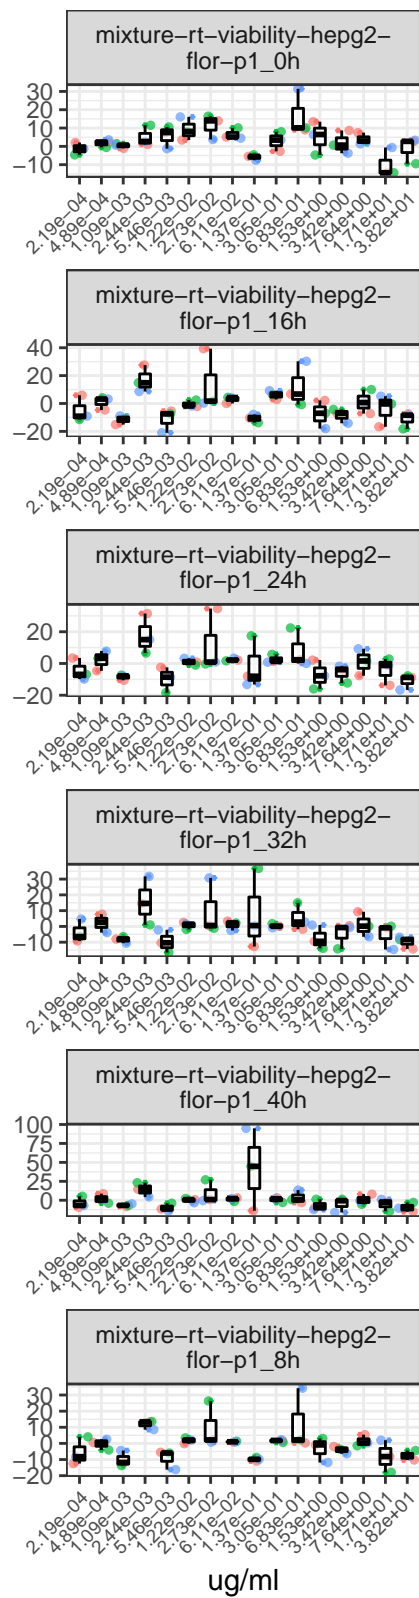 mixture−rt−viability−hepg2−
flor−p1_0h
30
20
10
0
−10
2.19e−04
4.89e−04
1.09e−03
2.44e−03
5.46e−03
1.22e−02
2.73e−02
6.11e−02
1.37e−01
3.05e−01
6.83e−01
1.53e+00
3.42e+00
7.64e+00
1.71e+01
3.82e+01
mixture−rt−viability−hepg2−
flor−p1_16h
40
20
0
−20
2.19e−04
4.89e−04
1.09e−03
2.44e−03
5.46e−03
1.22e−02
2.73e−02
6.11e−02
1.37e−01
3.05e−01
6.83e−01
1.53e+00
3.42e+00
7.64e+00
1.71e+01
3.82e+01
mixture−rt−viability−hepg2−
flor−p1_24h
20
0
−20
2.19e−04
4.89e−04
1.09e−03
2.44e−03
5.46e−03
1.22e−02
2.73e−02
6.11e−02
1.37e−01
3.05e−01
6.83e−01
1.53e+00
3.42e+00
7.64e+00
1.71e+01
3.82e+01
mixture−rt−viability−hepg2−
flor−p1_32h
30
20
10
0
−10
2.19e−04
4.89e−04
1.09e−03
2.44e−03
5.46e−03
1.22e−02
2.73e−02
6.11e−02
1.37e−01
3.05e−01
6.83e−01
1.53e+00
3.42e+00
7.64e+00
1.71e+01
3.82e+01
mixture−rt−viability−hepg2−
flor−p1_40h
100
75
50
25
0
2.19e−04
4.89e−04
1.09e−03
2.44e−03
5.46e−03
1.22e−02
2.73e−02
6.11e−02
1.37e−01
3.05e−01
6.83e−01
1.53e+00
3.42e+00
7.64e+00
1.71e+01
3.82e+01
mixture−rt−viability−hepg2−
flor−p1_8h
30
20
10
0
−10
−20
2.19e−04
4.89e−04
1.09e−03
2.44e−03
5.46e−03
1.22e−02
2.73e−02
6.11e−02
1.37e−01
3.05e−01
6.83e−01
1.53e+00
3.42e+00
7.64e+00
1.71e+01
3.82e+01
ug/ml